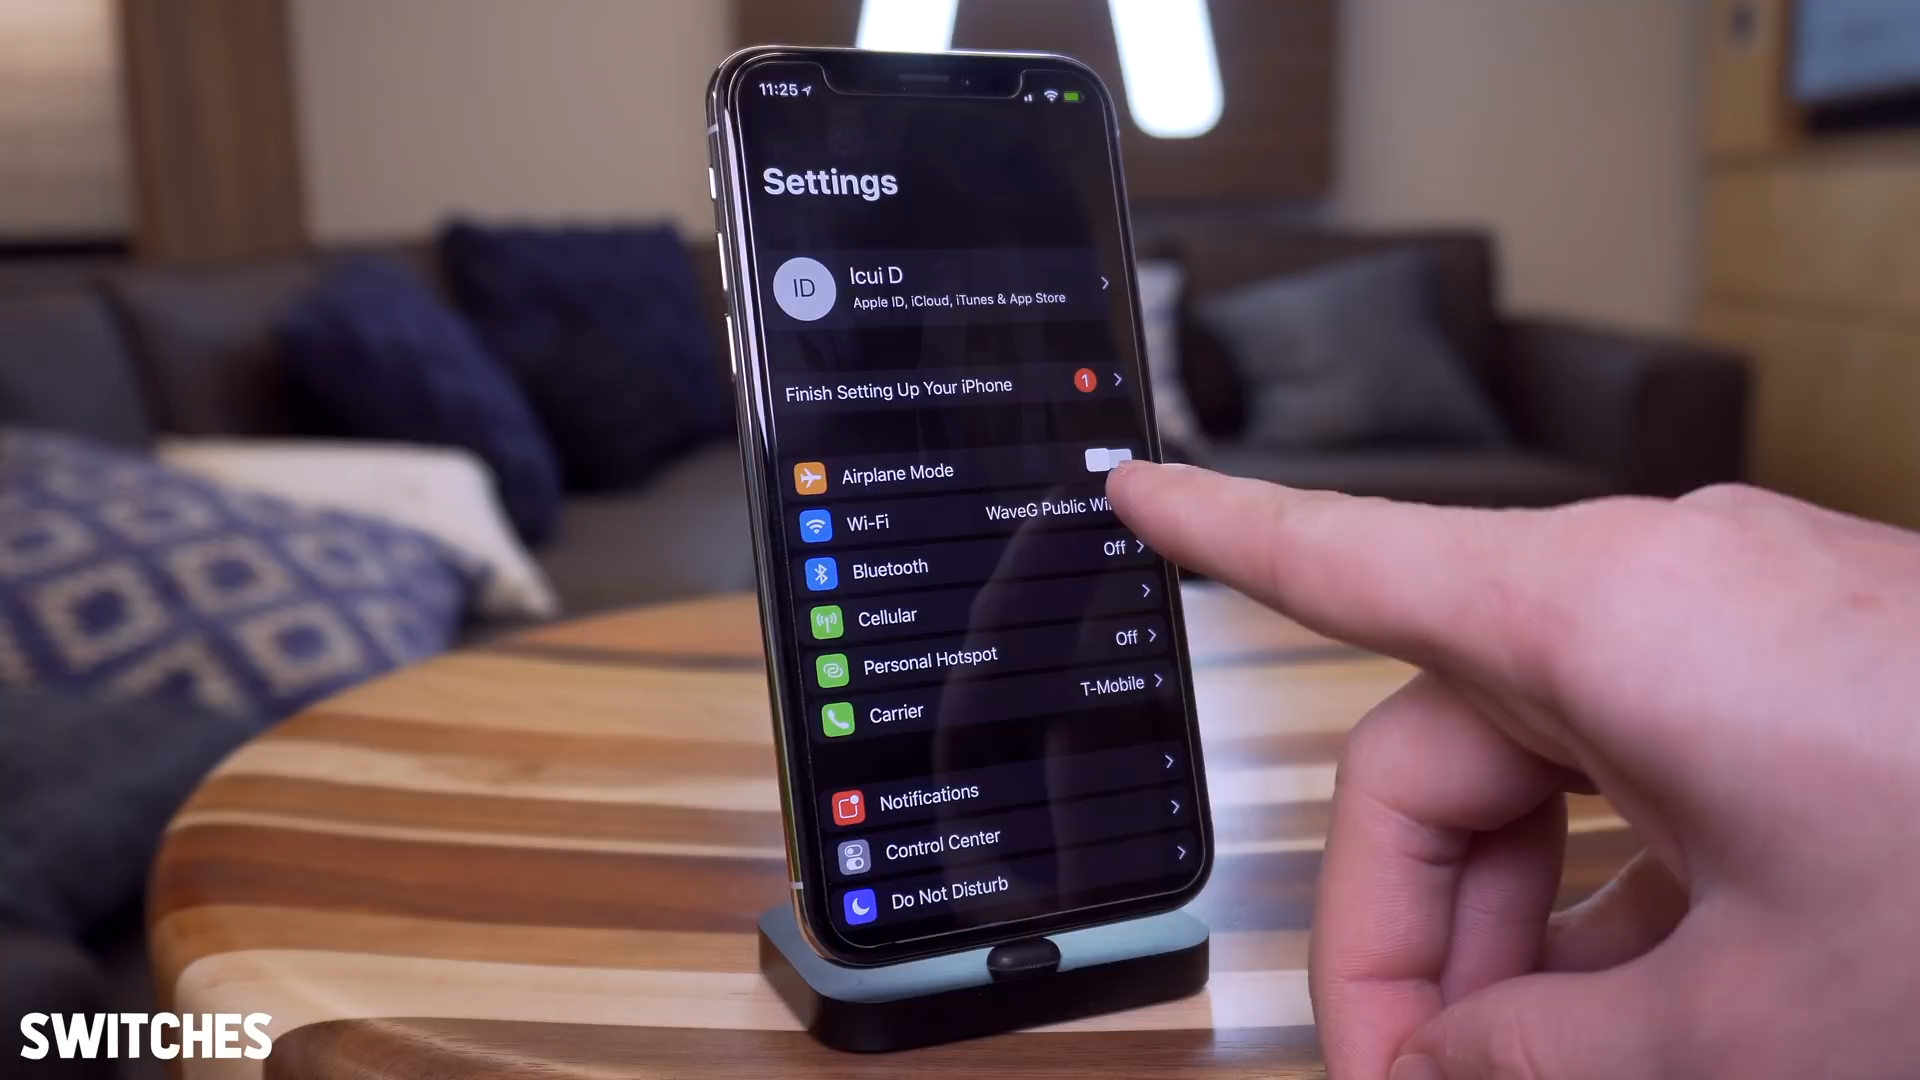 11:25
Settings
ID
Icui D
Apple ID, iCloud, iTunes & App Store
Finish Setting Up Your iPhone 1
Airplane Mode
Wi-Fi WaveG Public
Bluetooth Off
Cellular
Personal Hotspot Off
Carrier T-Mobile
Notifications
Control Center
Do Not Disturb
SWITCHES